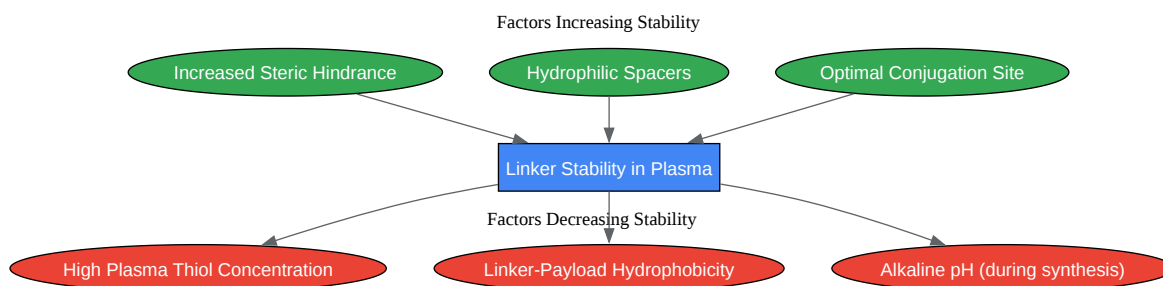 Factors Increasing Stability
Increased Steric Hindrance
Hydrophilic Spacers
Optimal Conjugation Site
Linker Stability in Plasma
Factors Decreasing Stability
High Plasma Thiol Concentration
Linker-Payload Hydrophobicity
Alkaline pH (during synthesis)